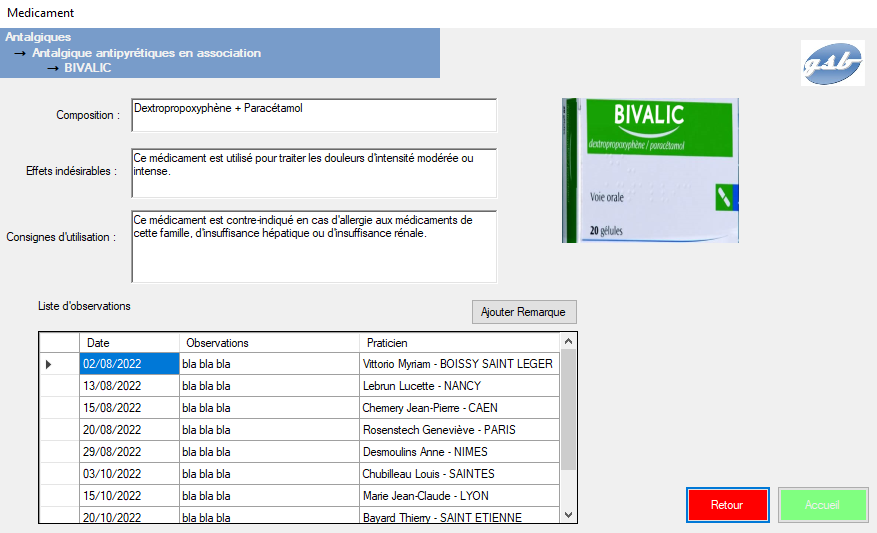 Medicament
Antalgiques
→ Antalgique antipyrétiques en association
→ BIVALIC
gsb
Composition :
Dextropropoxyphène + Paracétamol
Effets indésirables :
Ce médicament est utilisé pour traiter les douleurs d'intensité modérée ou
intense.
Consignes d'utilisation :
Ce médicament est contre-indiqué en cas d'allergie aux médicaments de
cette famille, d'insuffisance hépatique ou d'insuffisance rénale.
BIVALIC
dextropropoxyphène / paracétamol
Voie orale
20 gélules
Liste d'observations
Ajouter Remarque
Date Observations Praticien
02/08/2022 bla bla bla Vittorio Myriam - BOISSY SAINT LEGER
13/08/2022 bla bla bla Lebrun Lucette - NANCY
15/08/2022 bla bla bla Chemery Jean-Pierre - CAEN
20/08/2022 bla bla bla Rosenstech Geneviève - PARIS
29/08/2022 bla bla bla Desmoulins Anne - NIMES
03/10/2022 bla bla bla Chubilleau Louis - SAINTES
15/10/2022 bla bla bla Marie Jean-Claude - LYON
20/10/2022 bla bla bla Bayard Thierry - SAINT ETIENNE
Retour
Accueil